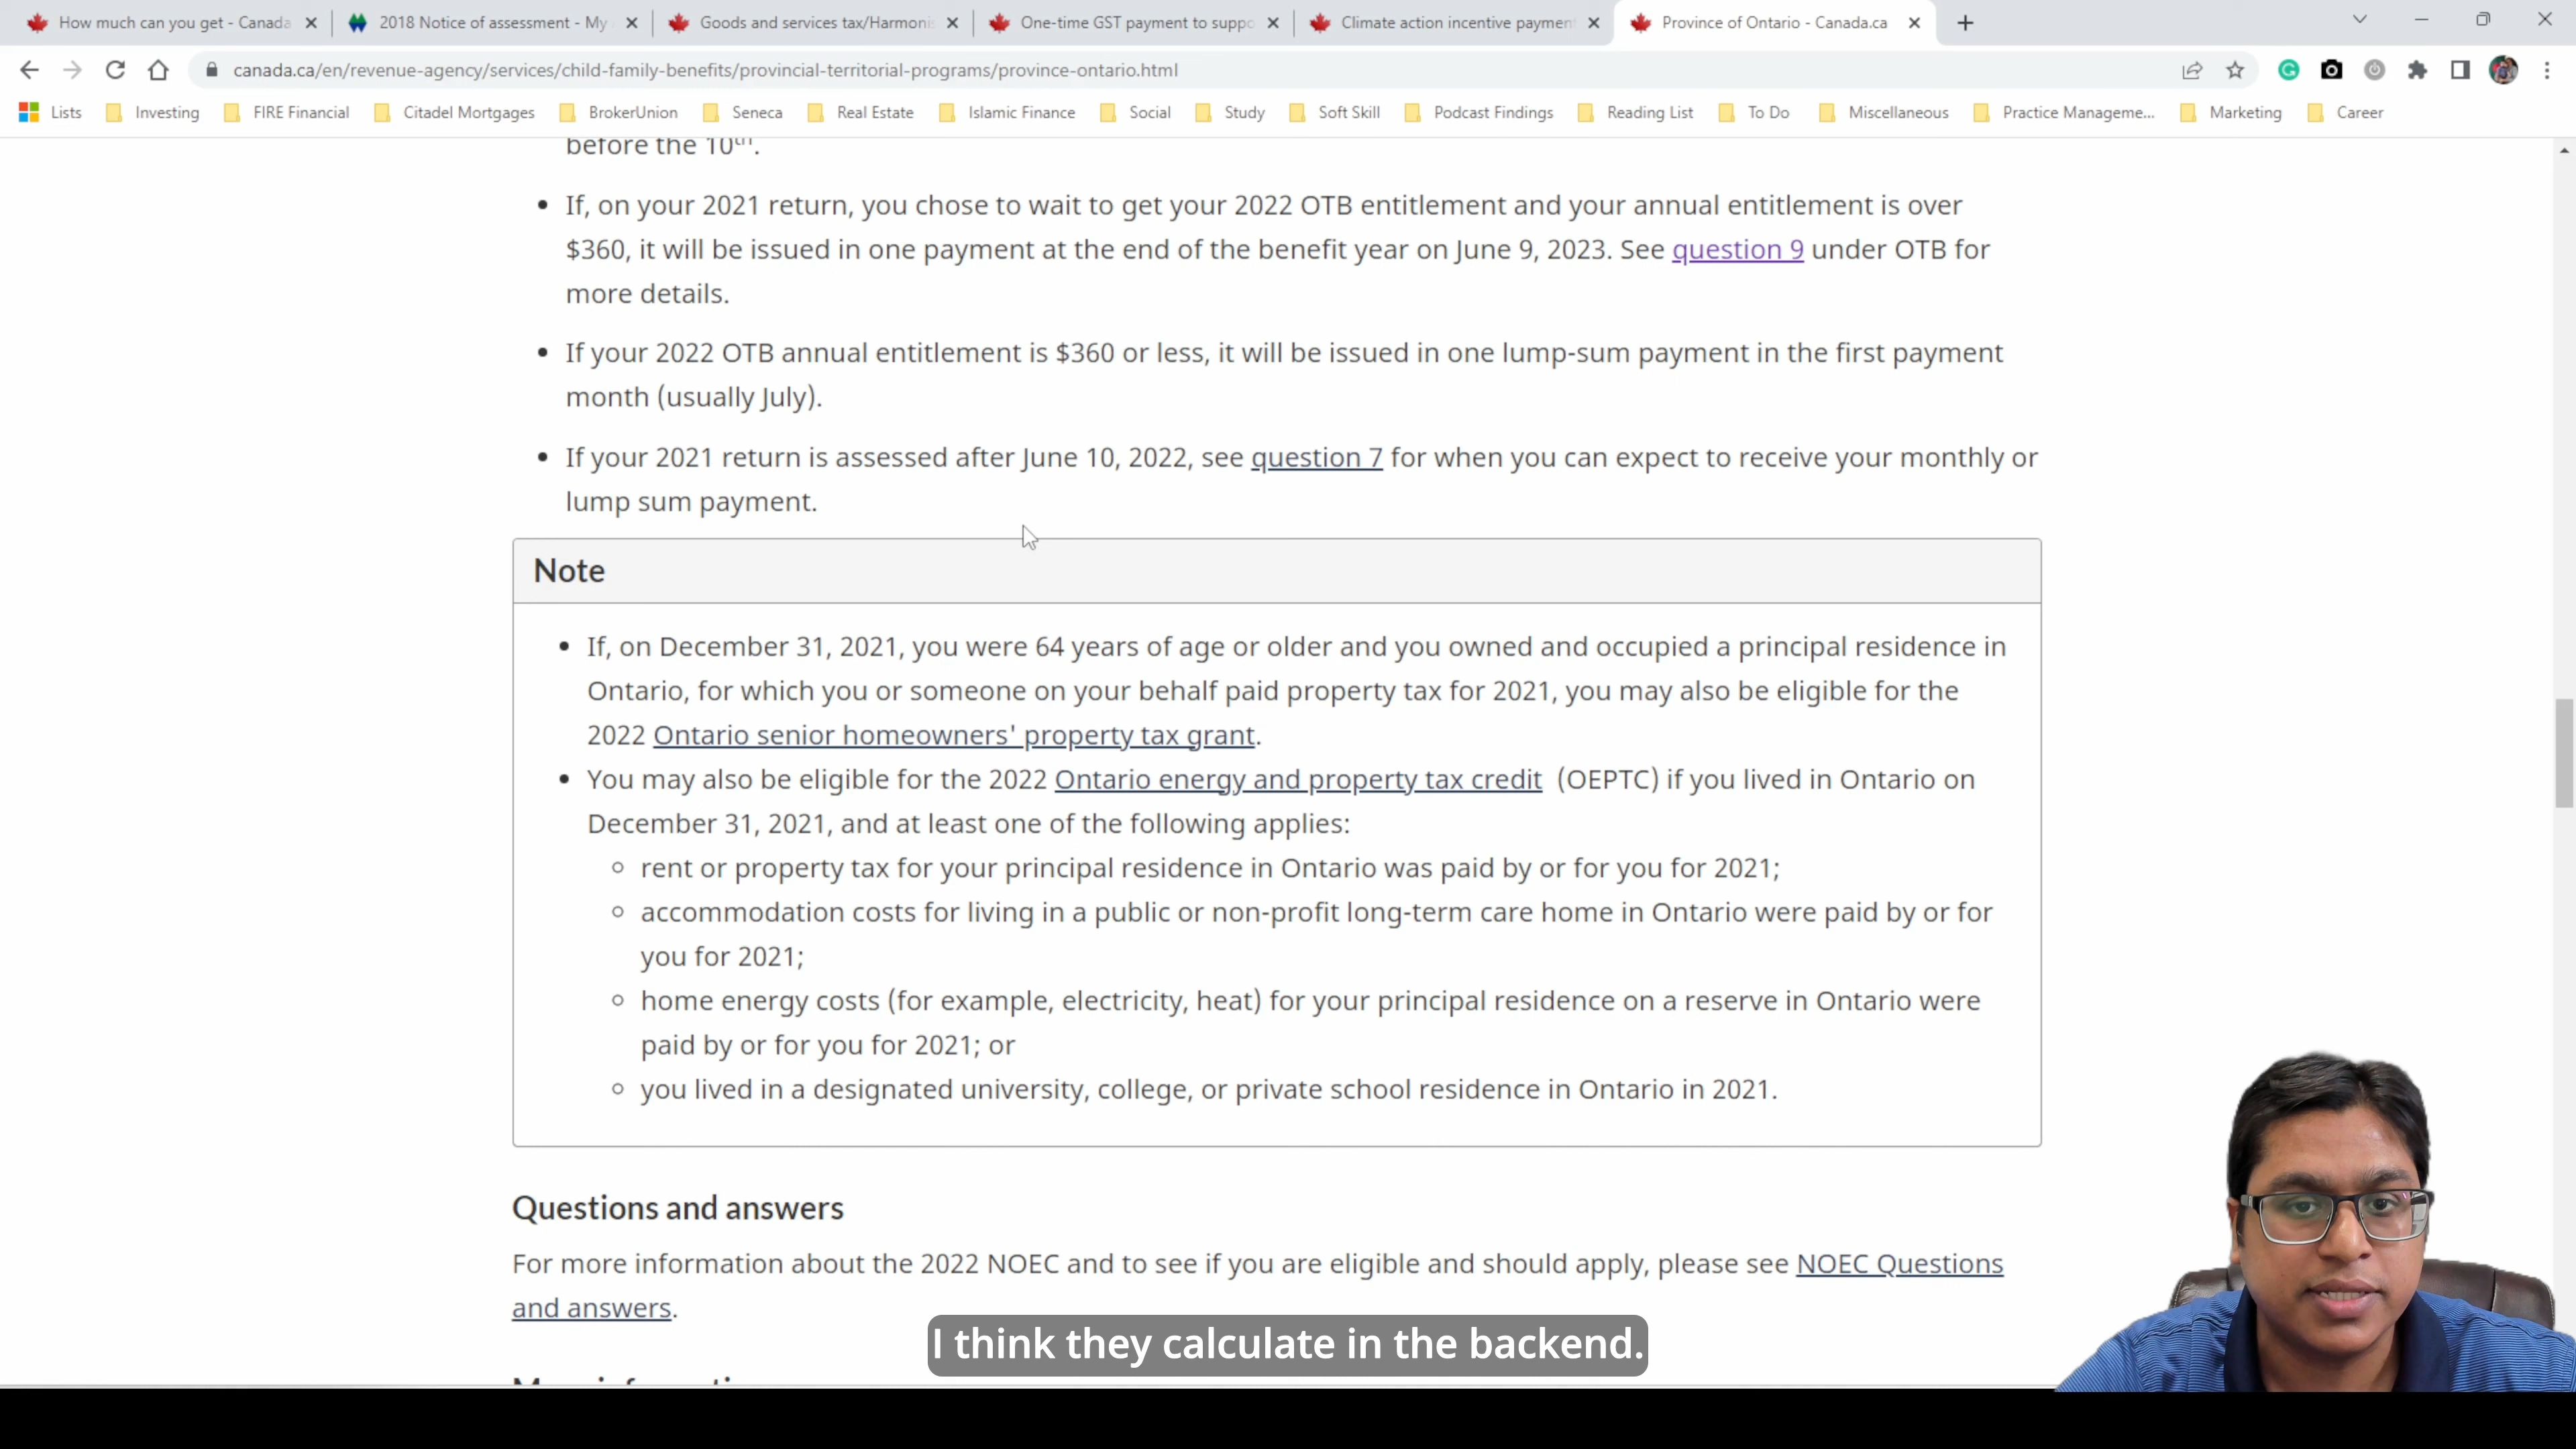 How much can you get - Canada
2018 Notice of assessment - My
Goods and services tax/Harmonis
One-time GST payment to suppo
Climate action incentive payment
Province of Ontario - Canada.ca
canada.ca/en/revenue-agency/services/child-family-benefits/provincial-territorial-programs/province-ontario.html
Lists Investing FIRE Financial Citadel Mortgages BrokerUnion Seneca Real Estate Islamic Finance Social Study Soft Skill Podcast Findings Reading List To Do Miscellaneous Practice Manageme... Marketing Career
before the 10th.
• If, on your 2021 return, you chose to wait to get your 2022 OTB entitlement and your annual entitlement is over
$360, it will be issued in one payment at the end of the benefit year on June 9, 2023. See question 9 under OTB for
more details.
• If your 2022 OTB annual entitlement is $360 or less, it will be issued in one lump-sum payment in the first payment
month (usually July).
• If your 2021 return is assessed after June 10, 2022, see question 7 for when you can expect to receive your monthly or
lump sum payment.
Note
• If, on December 31, 2021, you were 64 years of age or older and you owned and occupied a principal residence in
Ontario, for which you or someone on your behalf paid property tax for 2021, you may also be eligible for the
2022 Ontario senior homeowners' property tax grant.
• You may also be eligible for the 2022 Ontario energy and property tax credit (OEPTC) if you lived in Ontario on
December 31, 2021, and at least one of the following applies:
○ rent or property tax for your principal residence in Ontario was paid by or for you for 2021;
○ accommodation costs for living in a public or non-profit long-term care home in Ontario were paid by or for
you for 2021;
○ home energy costs (for example, electricity, heat) for your principal residence on a reserve in Ontario were
paid by or for you for 2021; or
○ you lived in a designated university, college, or private school residence in Ontario in 2021.
Questions and answers
For more information about the 2022 NOEC and to see if you are eligible and should apply, please see NOEC Questions
and answers.
I think they calculate in the backend.